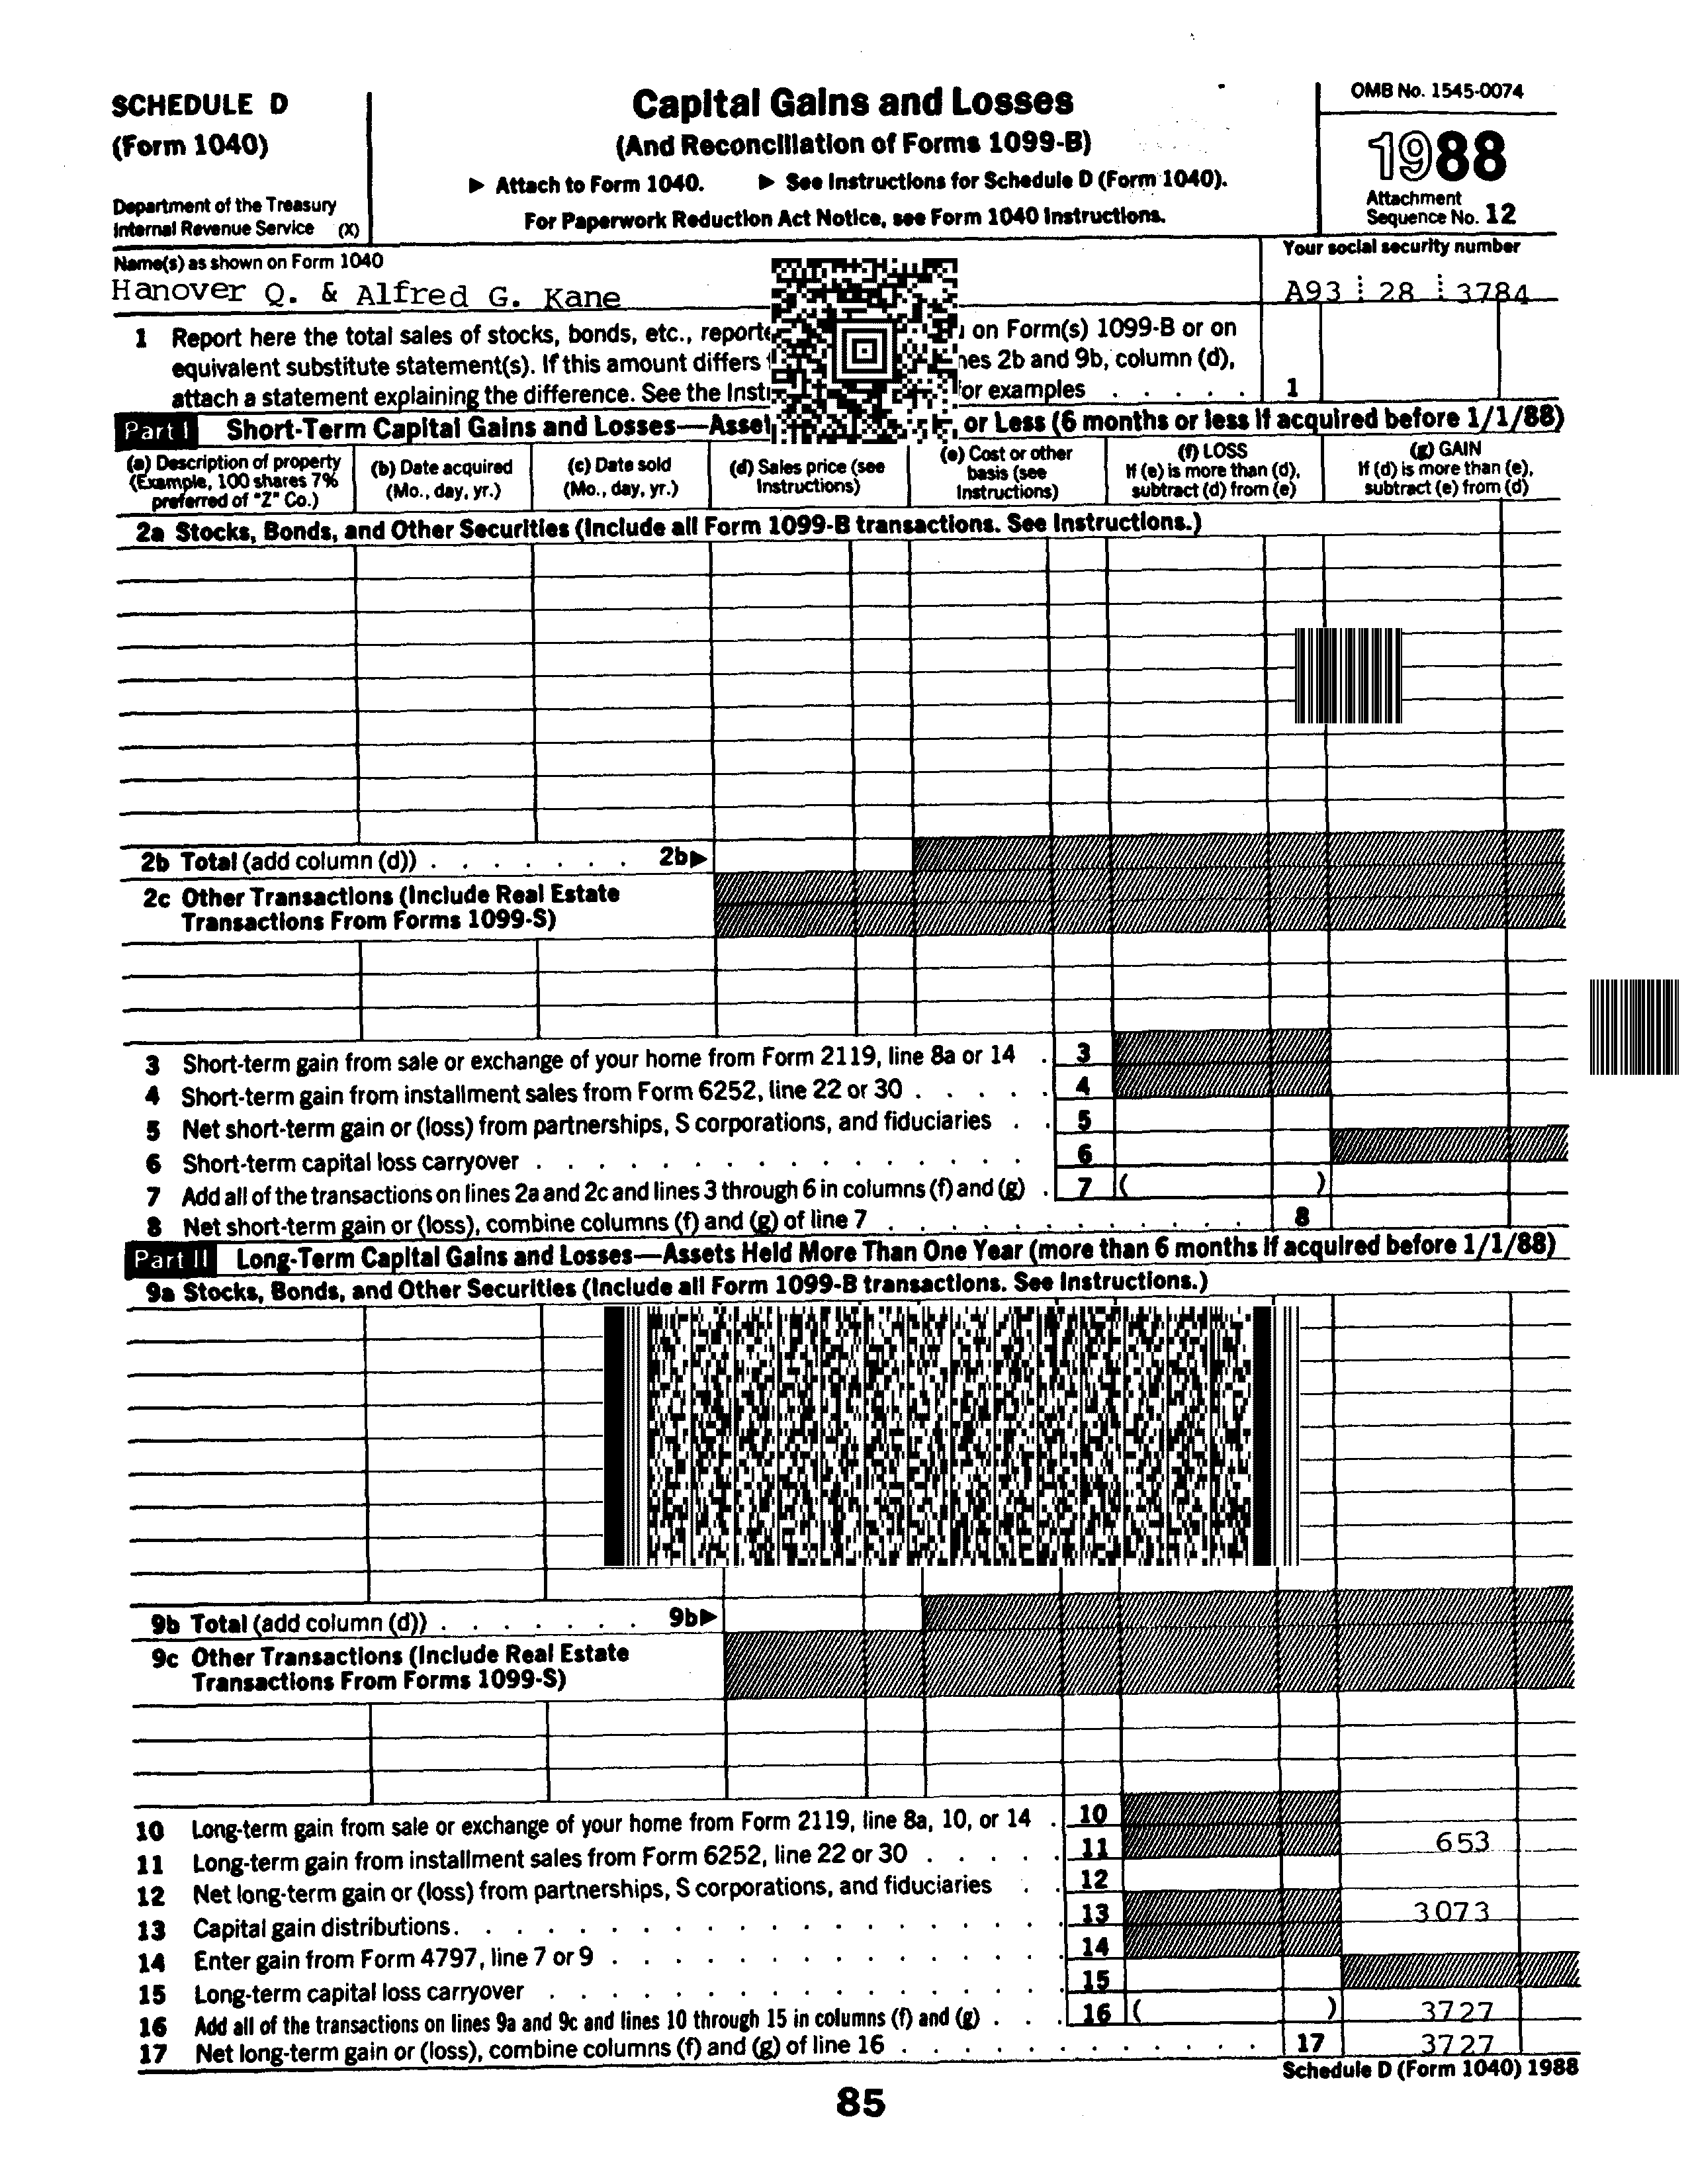 SCHEDULE D
(Form 1040)
Department of the Treasury
Internal Revenue Service (X)
Capital Gains and Losses
(And Reconciliation of Forms 1099-B)
▶ Attach to Form 1040. ▶ See Instructions for Schedule D (Form 1040).
For Paperwork Reduction Act Notice, see Form 1040 Instructions.
OMB No. 1545-0074
1988
Attachment
Sequence No. 12
Name(s) as shown on Form 1040
Hanover Q. & Alfred G. Kane
Your social security number
A93 28 3784
1 Report here the total sales of stocks, bonds, etc., on Form(s) 1099-B or on
equivalent substitute statement(s). If this amount differs 2b and 9b, column (d),
attach a statement explaining the difference. See the for examples . . . . . 1
Part I Short-Term Capital Gains and Losses— or Less (6 months or less if acquired before 1/1/88)
(a) Description of property
(Example, 100 shares 7%
preferred of "Z" Co.)
(b) Date acquired
(Mo., day, yr.)
(c) Date sold
(Mo., day, yr.)
(d) Sales price (see
Instructions)
(e) Cost or other
basis (see
Instructions)
(f) LOSS
If (e) is more than (d),
subtract (d) from (e)
(g) GAIN
If (d) is more than (e),
subtract (e) from (d)
2a Stocks, Bonds, and Other Securities (Include all Form 1099-B transactions. See Instructions.)
2b Total (add column (d)) . . . . . . . 2b▶
2c Other Transactions (Include Real Estate
Transactions From Forms 1099-S)
3 Short-term gain from sale or exchange of your home from Form 2119, line 8a or 14 . 3
4 Short-term gain from installment sales from Form 6252, line 22 or 30 . . . . . 4
5 Net short-term gain or (loss) from partnerships, S corporations, and fiduciaries . . 5
6 Short-term capital loss carryover . . . . . . . . . . . . . . . . 6
7 Add all of the transactions on lines 2a and 2c and lines 3 through 6 in columns (f) and (g) . 7 ( )
8 Net short-term gain or (loss), combine columns (f) and (g) of line 7 . . . . . . . . . . . . 8
Part II Long-Term Capital Gains and Losses—Assets Held More Than One Year (more than 6 months if acquired before 1/1/88)
9a Stocks, Bonds, and Other Securities (Include all Form 1099-B transactions. See Instructions.)
9b Total (add column (d)) . . . . . . . 9b▶
9c Other Transactions (Include Real Estate
Transactions From Forms 1099-S)
10 Long-term gain from sale or exchange of your home from Form 2119, line 8a, 10, or 14 . 10
11 Long-term gain from installment sales from Form 6252, line 22 or 30 . . . . . 11 653
12 Net long-term gain or (loss) from partnerships, S corporations, and fiduciaries . . 12
13 Capital gain distributions. . . . . . . . . . . . . . . . . . . 13 3073
14 Enter gain from Form 4797, line 7 or 9 . . . . . . . . . . . . . . 14
15 Long-term capital loss carryover . . . . . . . . . . . . . . . . 15
16 Add all of the transactions on lines 9a and 9c and lines 10 through 15 in columns (f) and (g) . . . 16 ( ) 3727
17 Net long-term gain or (loss), combine columns (f) and (g) of line 16 . . . . . . . . . . . . 17 3727
Schedule D (Form 1040) 1988
85